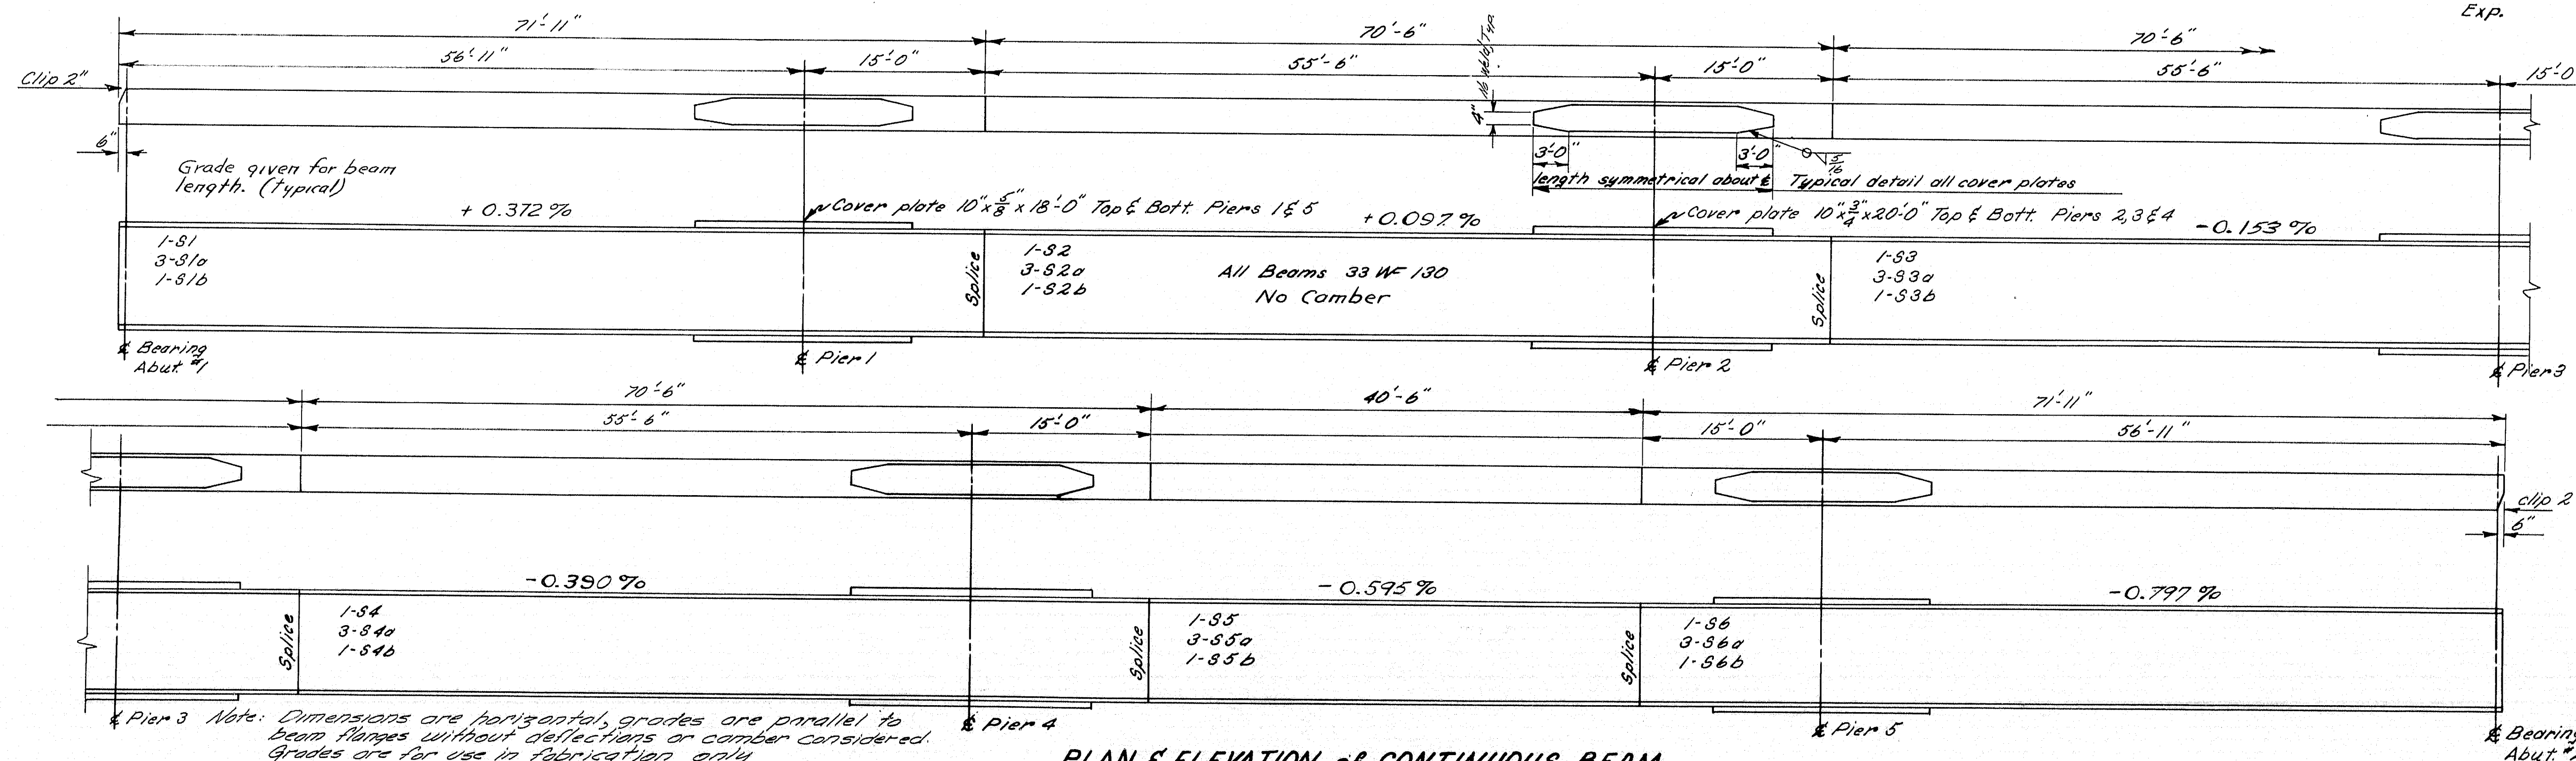 Exp.
71'-11"
70'-6"
70'-6"
56'-11"
15'-0"
55'-6"
15'-0"
55'-6"
15'-0
Clip 2"
6"
4"
3'-0"
3'-0"
5/16
length symmetrical about ℄
Typical detail all cover plates
Grade given for beam
length. (typical)
+ 0.372 %
Cover plate 10"x 5/8" x 18'-0" Top & Bott. Piers 1 & 5
+0.097 %
Cover plate 10"x 3/4"x20'-0" Top & Bott. Piers 2, 3 & 4
-0.153 %
1-S1
3-S1a
1-S1b
Splice
1-S2
3-S2a
1-S2b
All Beams 33 WF 130
No Camber
Splice
1-S3
3-S3a
1-S3b
℄ Bearing
Abut. #1
℄ Pier 1
℄ Pier 2
℄ Pier 3
70'-6"
40'-6"
71'-11"
55'-6"
15'-0"
15'-0"
56'-11"
clip 2
6"
-0.390 %
-0.595 %
-0.797 %
Splice
1-S4
3-S4a
1-S4b
Splice
1-S5
3-S5a
1-S5b
Splice
1-S6
3-S6a
1-S6b
℄ Pier 3
℄ Pier 4
℄ Pier 5
℄ Bearing
Abut.
Note: Dimensions are horizontal, grades are parallel to
beam flanges without deflections or camber considered.
Grades are for use in fabrication only
PLAN & ELEVATION of CONTINUOUS BEAM